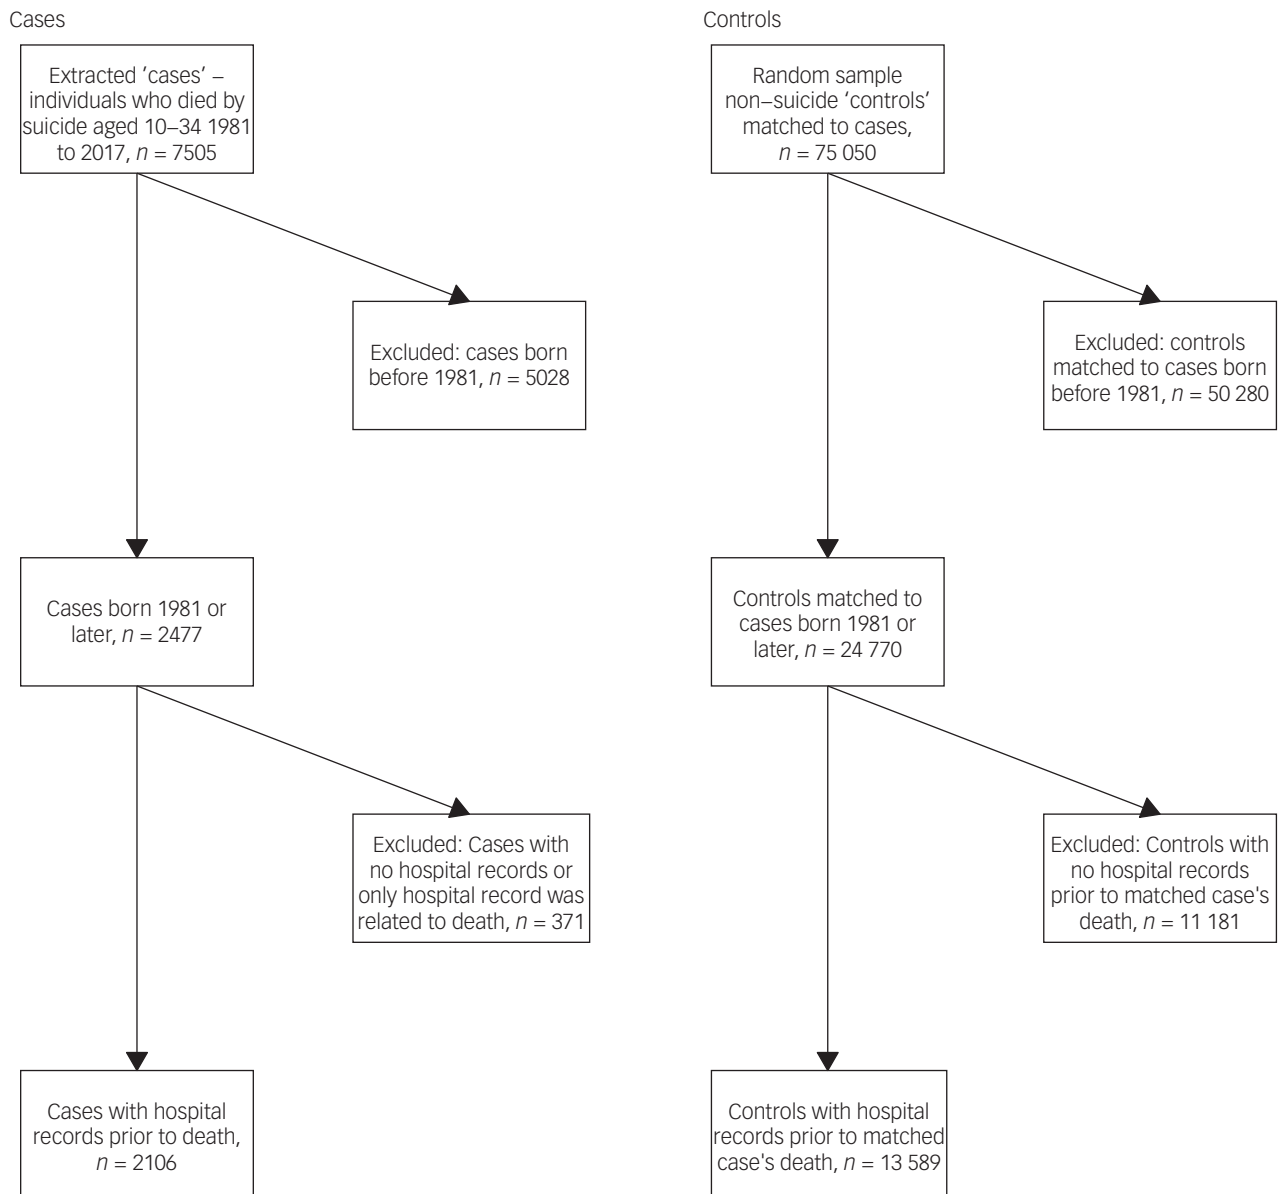 Cases
Extracted ‘cases’ –
individuals who died by
suicide aged 10–34 1981
to 2017, n = 7505
Excluded: cases born
before 1981, n = 5028
Cases born 1981 or
later, n = 2477
Excluded: Cases with
no hospital records or
only hospital record was
related to death, n = 371
Cases with hospital
records prior to death,
n = 2106
Controls
Random sample
non–suicide ‘controls’
matched to cases,
n = 75 050
Excluded: controls
matched to cases born
before 1981, n = 50 280
Controls matched to
cases born 1981 or
later, n = 24 770
Excluded: Controls with
no hospital records
prior to matched case's
death, n = 11 181
Controls with hospital
records prior to matched
case's death, n = 13 589